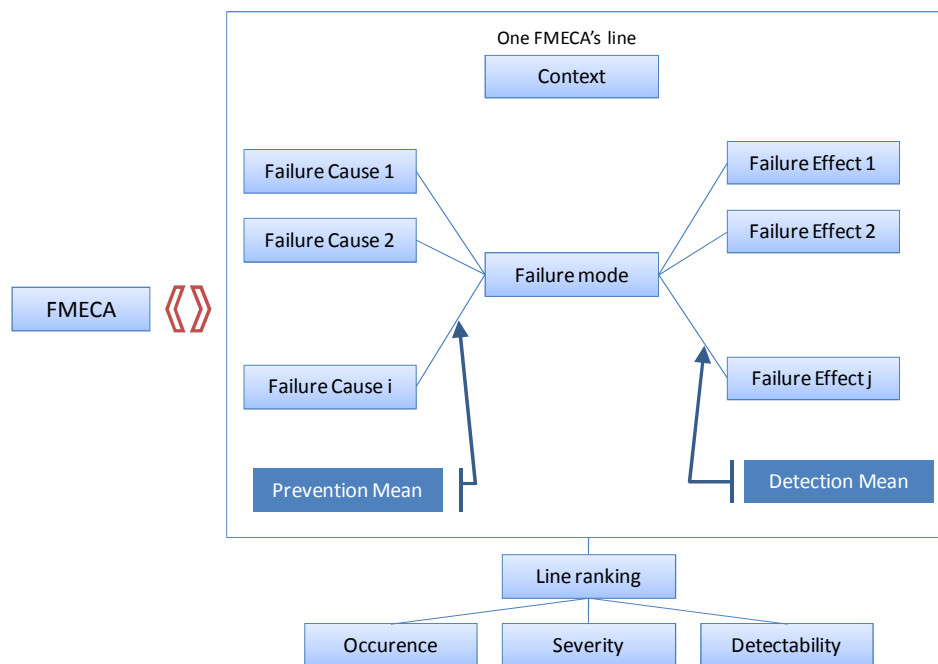 One FMECA’s line
Context
Failure Cause 1
Failure Effect 1
Failure Cause 2
Failure Effect 2
Failure mode
FMECA
Failure Cause i
Failure Effect j
Prevention Mean
Detection Mean
Line ranking
Occurence
Severity
Detectability